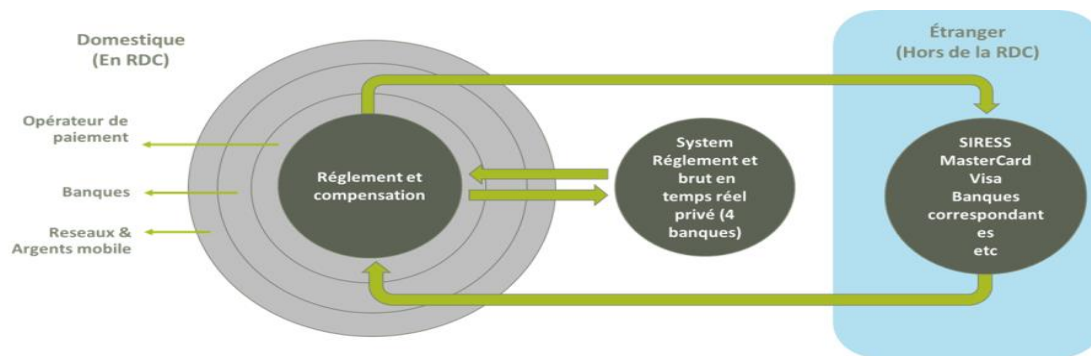 Domestique
(En RDC)
Étranger
(Hors de la RDC)
Opérateur de
paiement
Banques
Reseaux &
Argents mobile
Réglement et
compensation
System
Réglement et
brut en
temps réel
privé (4
banques)
SIRESS
MasterCard
Visa
Banques
correspondant
es
etc